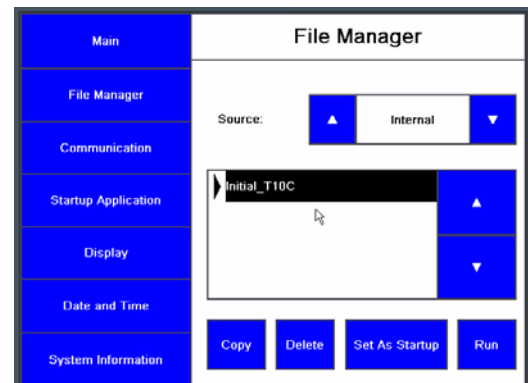 Main
File Manager
Communication
Startup Application
Display
Date and Time
System Information
File Manager
Source:
Internal
Initial_T10C
Copy
Delete
Set As Startup
Run